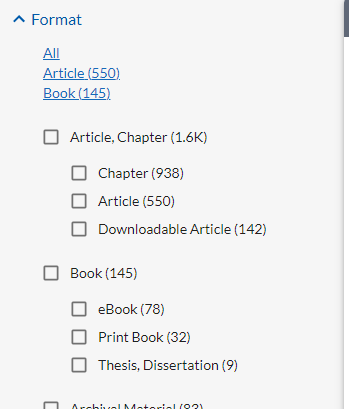 Format
All
Article (550)
Book (145)
Article, Chapter (1.6K)
Chapter (938)
Article (550)
Downloadable Article (142)
Book (145)
eBook (78)
Print Book (32)
Thesis, Dissertation (9)
Archival Material (83)